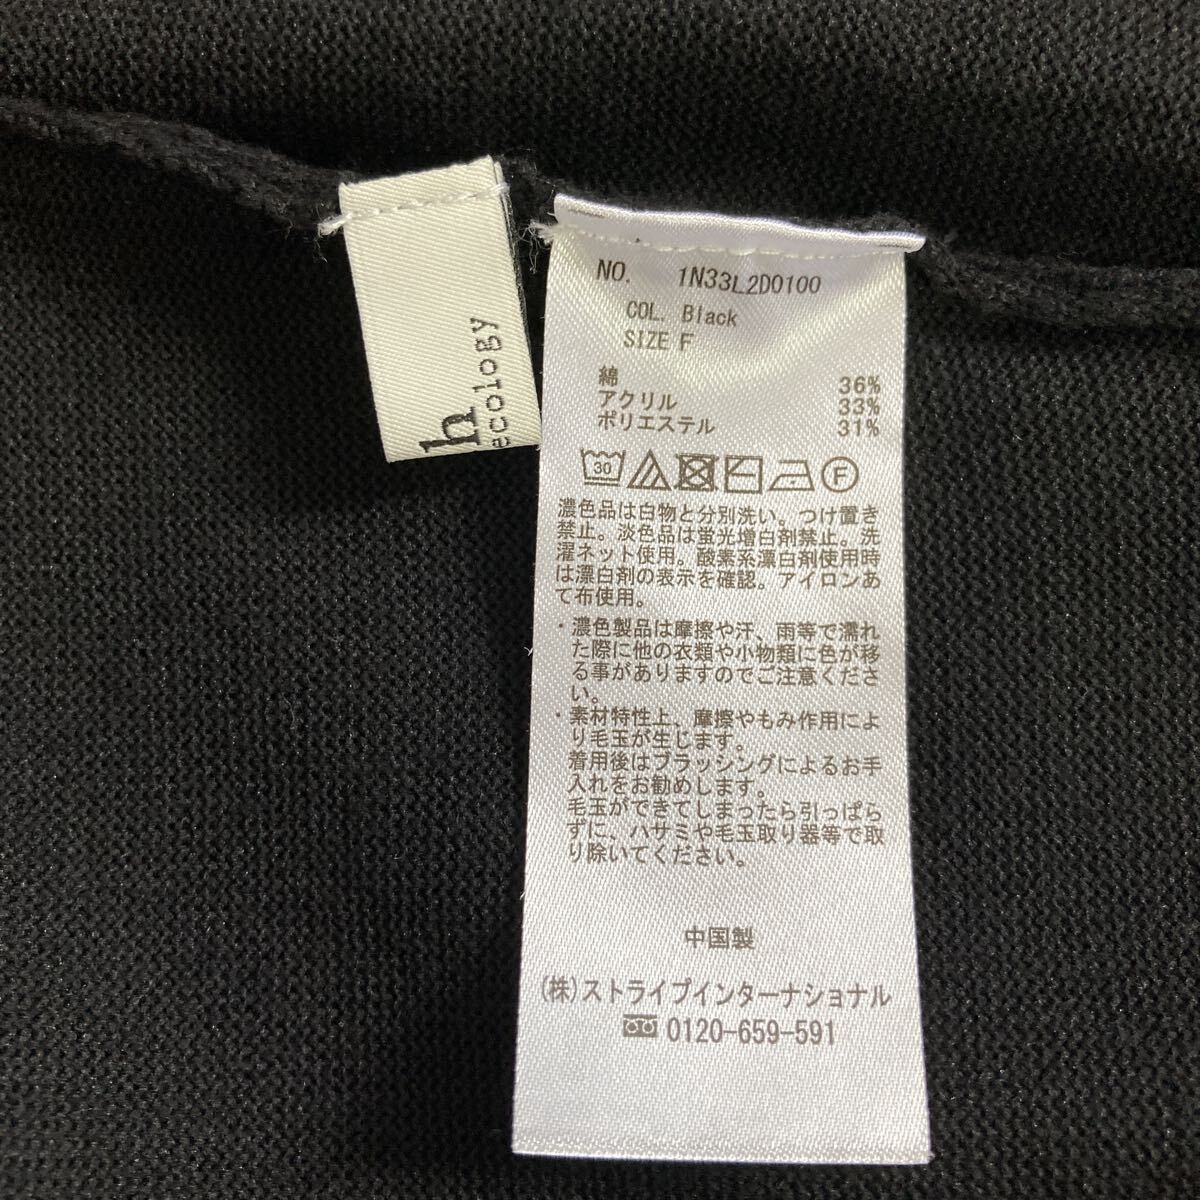 h
ecology
NO. 1N33L2D0100
COL. Black
SIZE F
綿 36%
アクリル 33%
ポリエステル 31%
30 F
濃色品は白物と分別洗い。つけ置き
禁止。淡色品は蛍光増白剤禁止。洗
濯ネット使用。酸素系漂白剤使用時
は漂白剤の表示を確認。アイロンあ
て布使用。
・濃色製品は摩擦や汗、雨等で濡れ
た際に他の衣類や小物類に色が移
る事がありますのでご注意くださ
い。
・素材特性上、摩擦やもみ作用によ
り毛玉が生じます。
着用後はブラッシングによるお手
入れをお勧めします。
毛玉ができてしまったら引っぱら
ずに、ハサミや毛玉取り器等で取
り除いてください。
中国製
(株)ストライプインターナショナル
0120-659-591